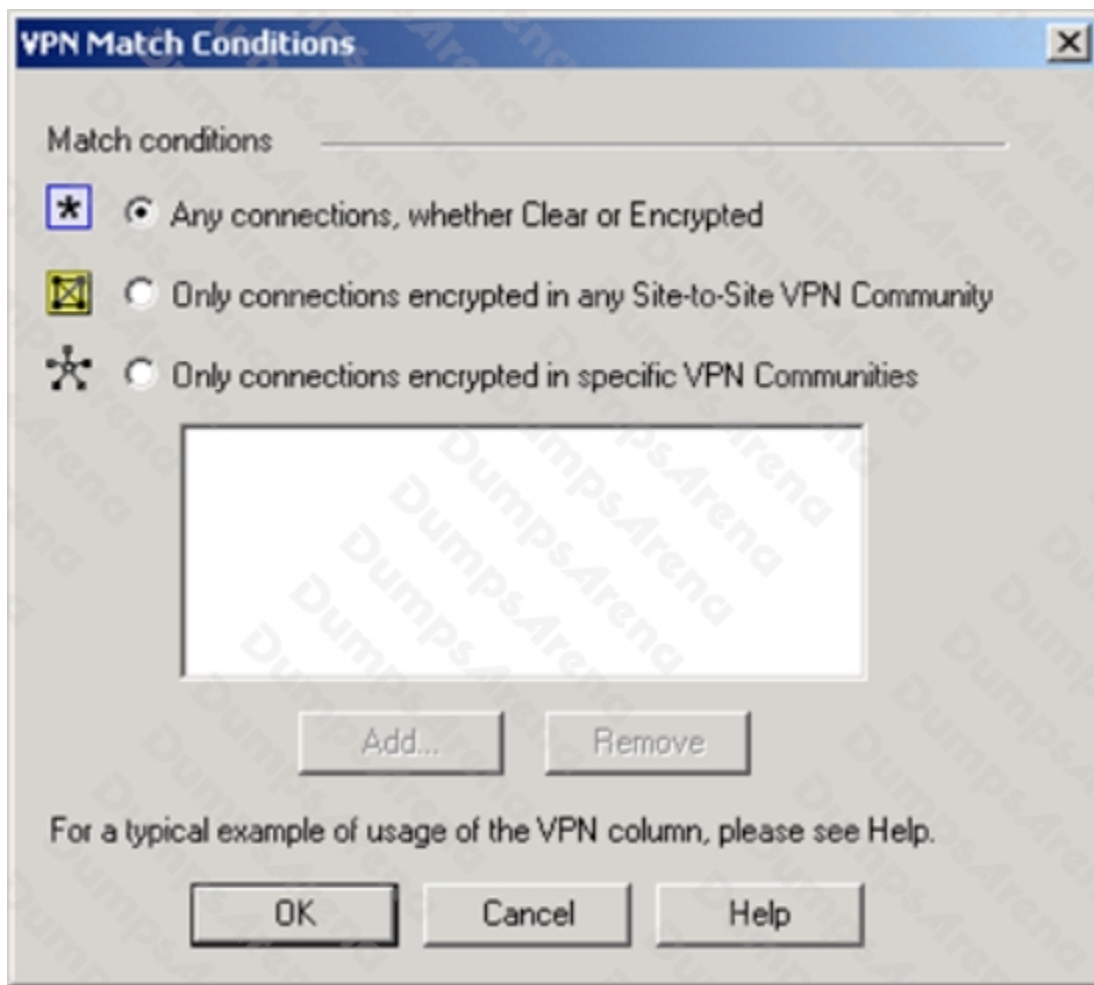 VPN Match Conditions
Match conditions
Any connections, whether Clear or Encrypted
Only connections encrypted in any Site-to-Site VPN Community
Only connections encrypted in specific VPN Communities
Add...
Remove
For a typical example of usage of the VPN column, please see Help.
OK
Cancel
Help
DumpsArena